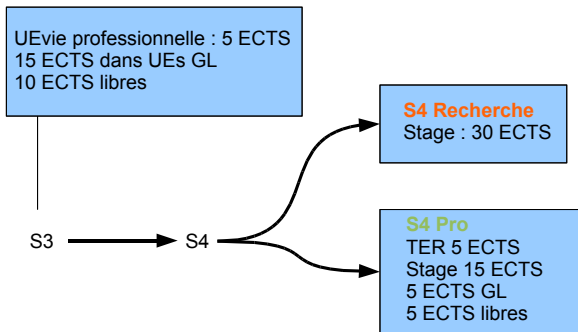 UEvie professionnelle : 5 ECTS
15 ECTS dans UEs GL
10 ECTS libres
S4 Recherche
Stage : 30 ECTS
S3
S4
S4 Pro
TER 5 ECTS
Stage 15 ECTS
5 ECTS GL
5 ECTS libres